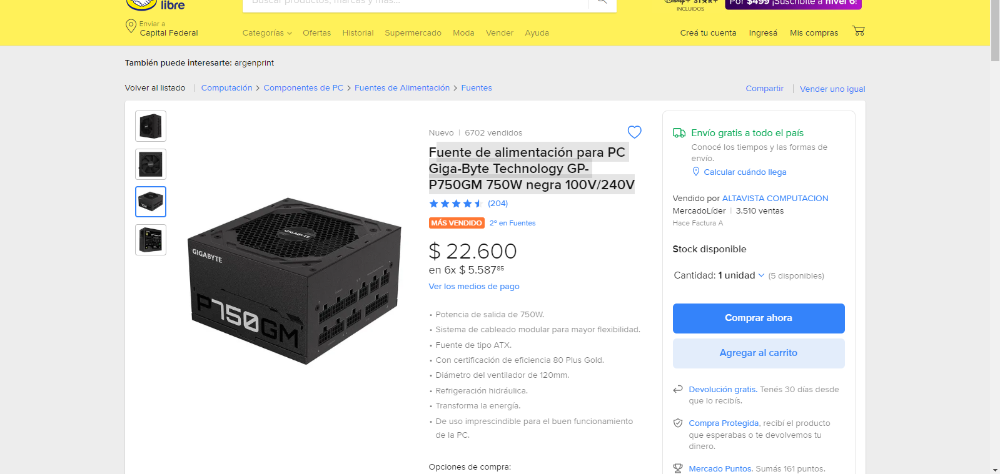 libre
Buscar productos, marcas y más...
INCLUIDOS
Por $499 ¡Suscribite a nivel 6!
Enviar a
Capital Federal
Categorías
Ofertas
Historial
Supermercado
Moda
Vender
Ayuda
Creá tu cuenta
Ingresá
Mis compras
También puede interesarte: argenprint
Volver al listado
Computación > Componentes de PC > Fuentes de Alimentación > Fuentes
Compartir
Vender uno igual
Nuevo | 6702 vendidos
Fuente de alimentación para PC
Giga-Byte Technology GP-
P750GM 750W negra 100V/240V
(204)
MÁS VENDIDO 2º en Fuentes
$ 22.600
en 6x $ 5.587⁸⁵
Ver los medios de pago
• Potencia de salida de 750W.
• Sistema de cableado modular para mayor flexibilidad.
• Fuente de tipo ATX.
• Con certificación de eficiencia 80 Plus Gold.
• Diámetro del ventilador de 120mm.
• Refrigeración hidráulica.
• Transforma la energía.
• De uso imprescindible para el buen funcionamiento
de la PC.
Opciones de compra:
GIGABYTE
GIGABYTE
P750GM
Envío gratis a todo el país
Conocé los tiempos y las formas de
envío.
Calcular cuándo llega
Vendido por ALTAVISTA COMPUTACION
MercadoLíder | 3.510 ventas
Hace Factura A
Stock disponible
Cantidad: 1 unidad (5 disponibles)
Comprar ahora
Agregar al carrito
Devolución gratis. Tenés 30 días desde
que lo recibís.
Compra Protegida, recibí el producto
que esperabas o te devolvemos tu
dinero.
Mercado Puntos. Sumás 161 puntos.